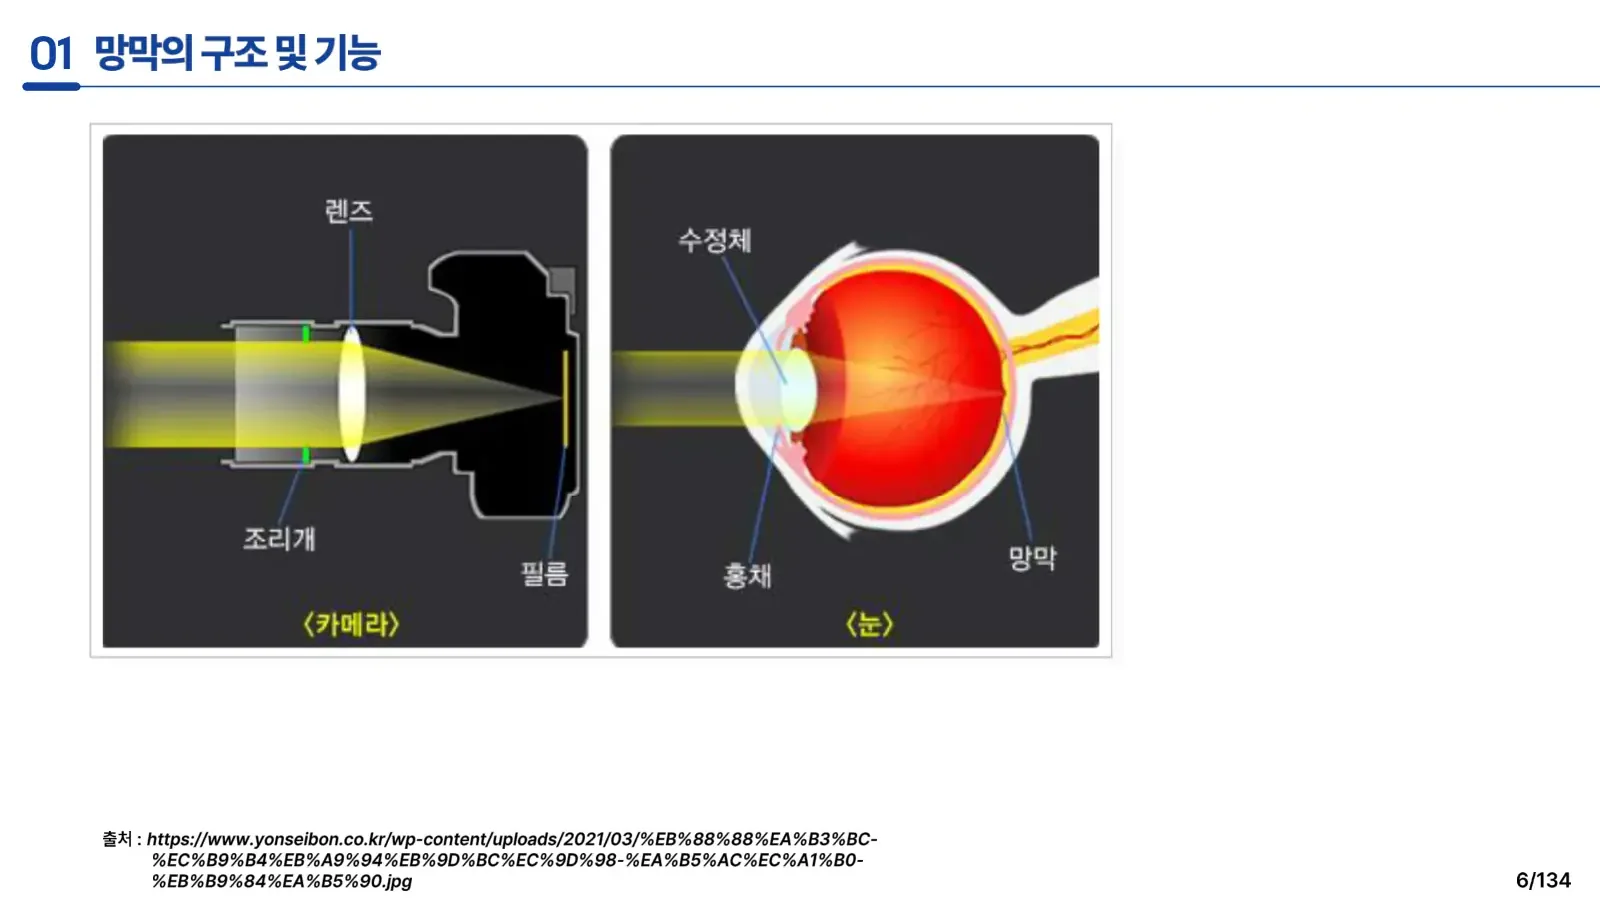 01 망막의 구조 및 기능
렌즈
조리개
필름
<카메라>
수정체
홍채
망막
<눈>
출처 : https://www.yonseibon.co.kr/wp-content/uploads/2021/03/%EB%88%88%EA%B3%BC-
%EC%B9%B4%EB%A9%94%EB%9D%BC%EC%9D%98-%EA%B5%AC%EC%A1%B0-
%EB%B9%84%EA%B5%90.jpg
6/134